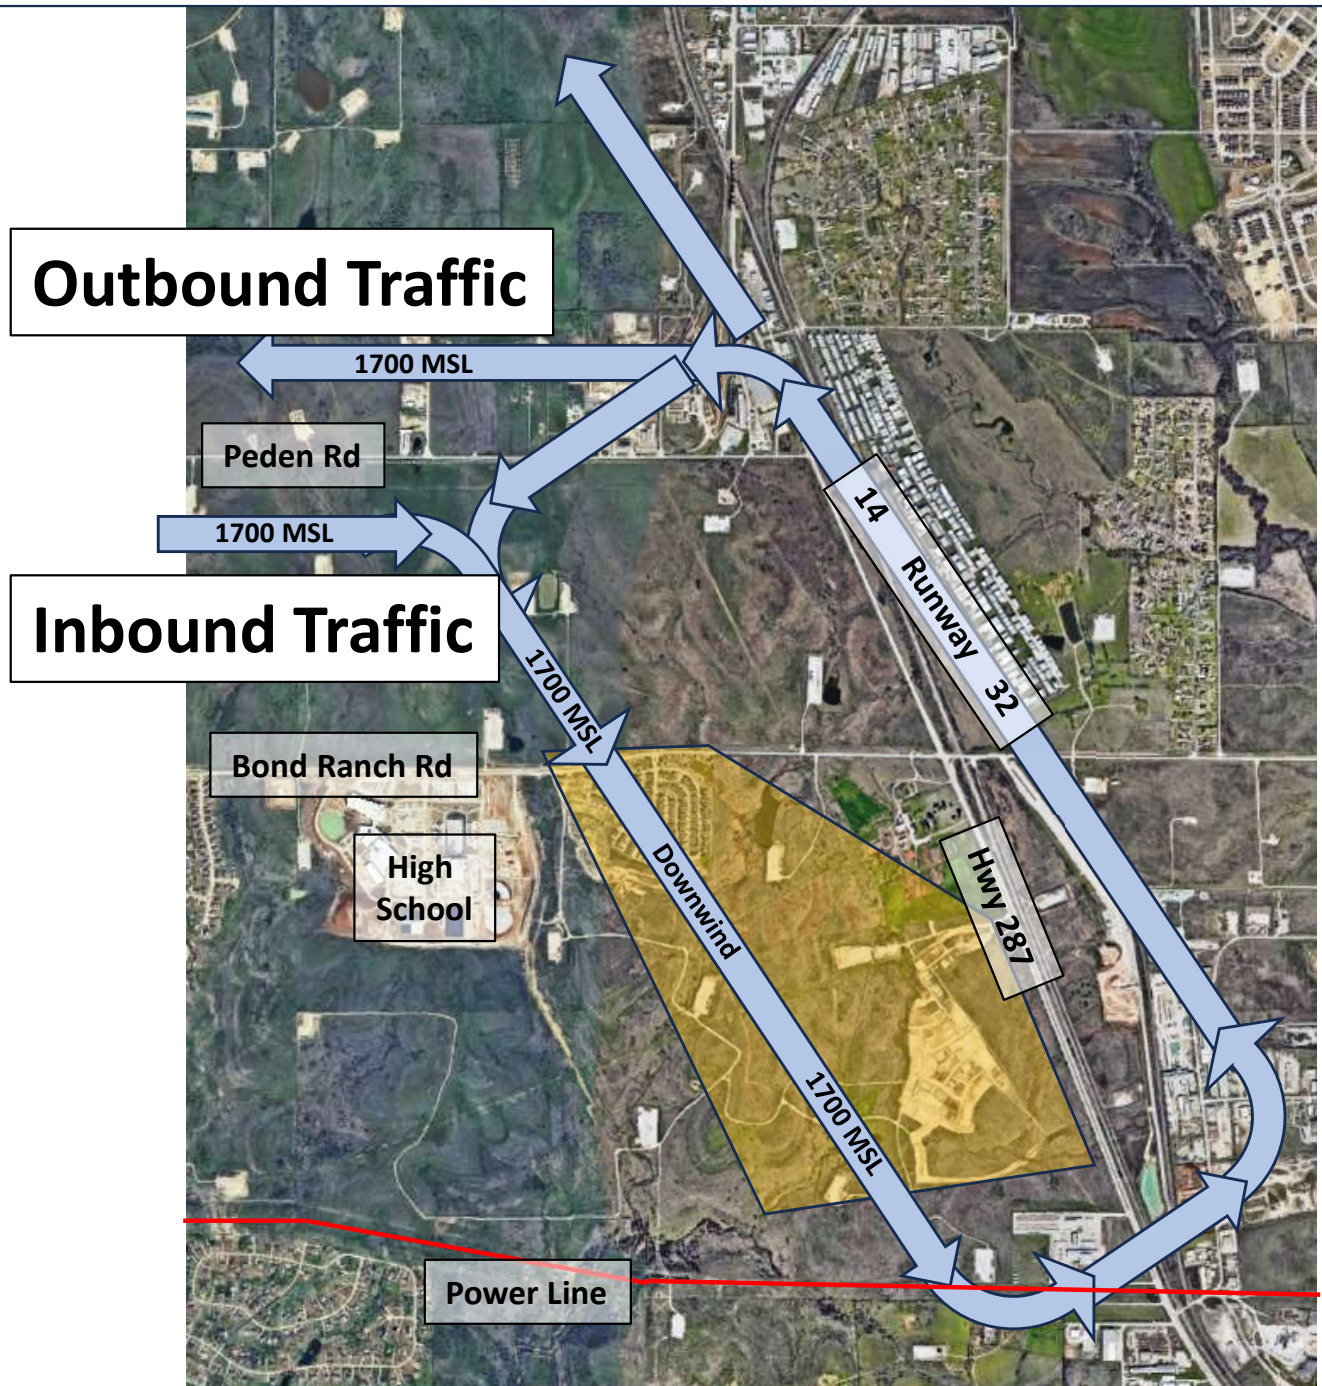 Outbound Traffic
1700 MSL
Peden Rd
1700 MSL
14
Runway
32
Inbound Traffic
1700 MSL
Bond Ranch Rd
High
School
Downwind
Hwy 287
1700 MSL
Power Line